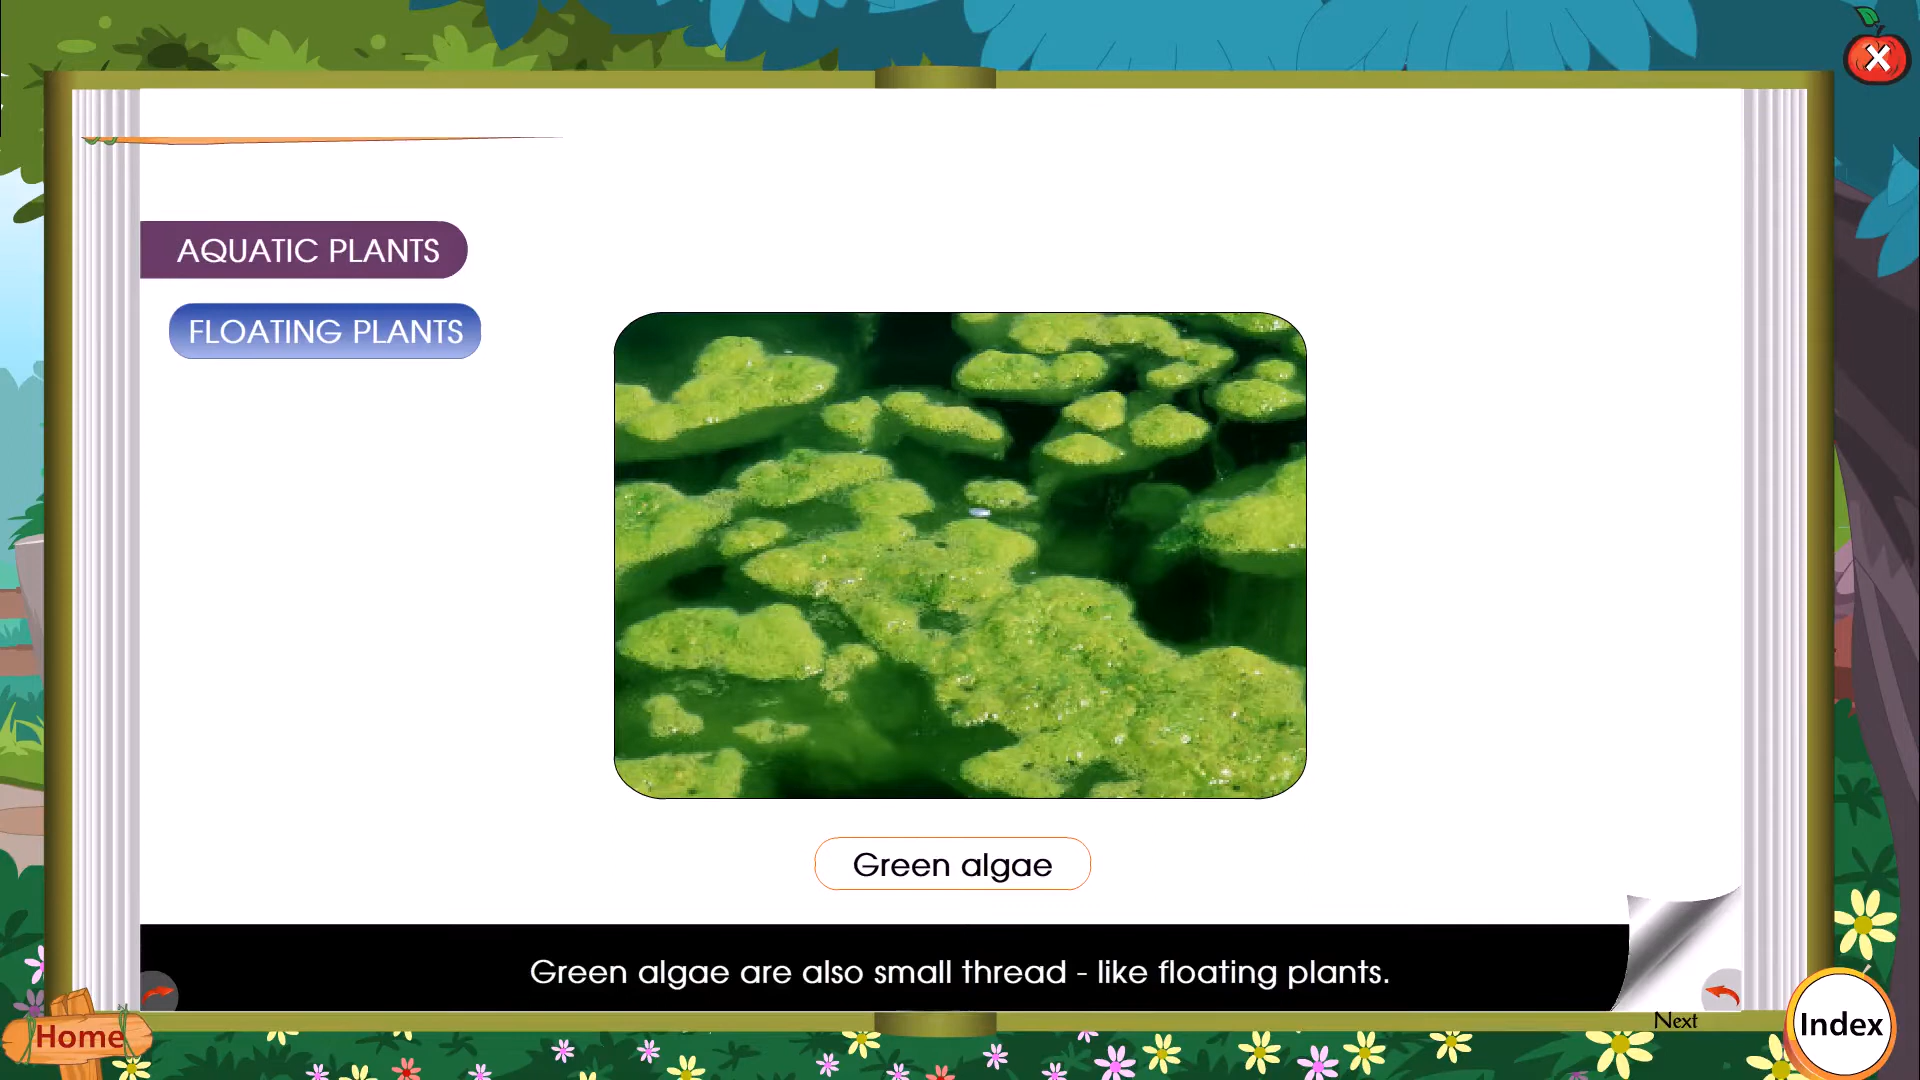 AQUATIC PLANTS
FLOATING PLANTS
Green algae
Green algae are also small thread - like floating plants.
Next
Home
Index